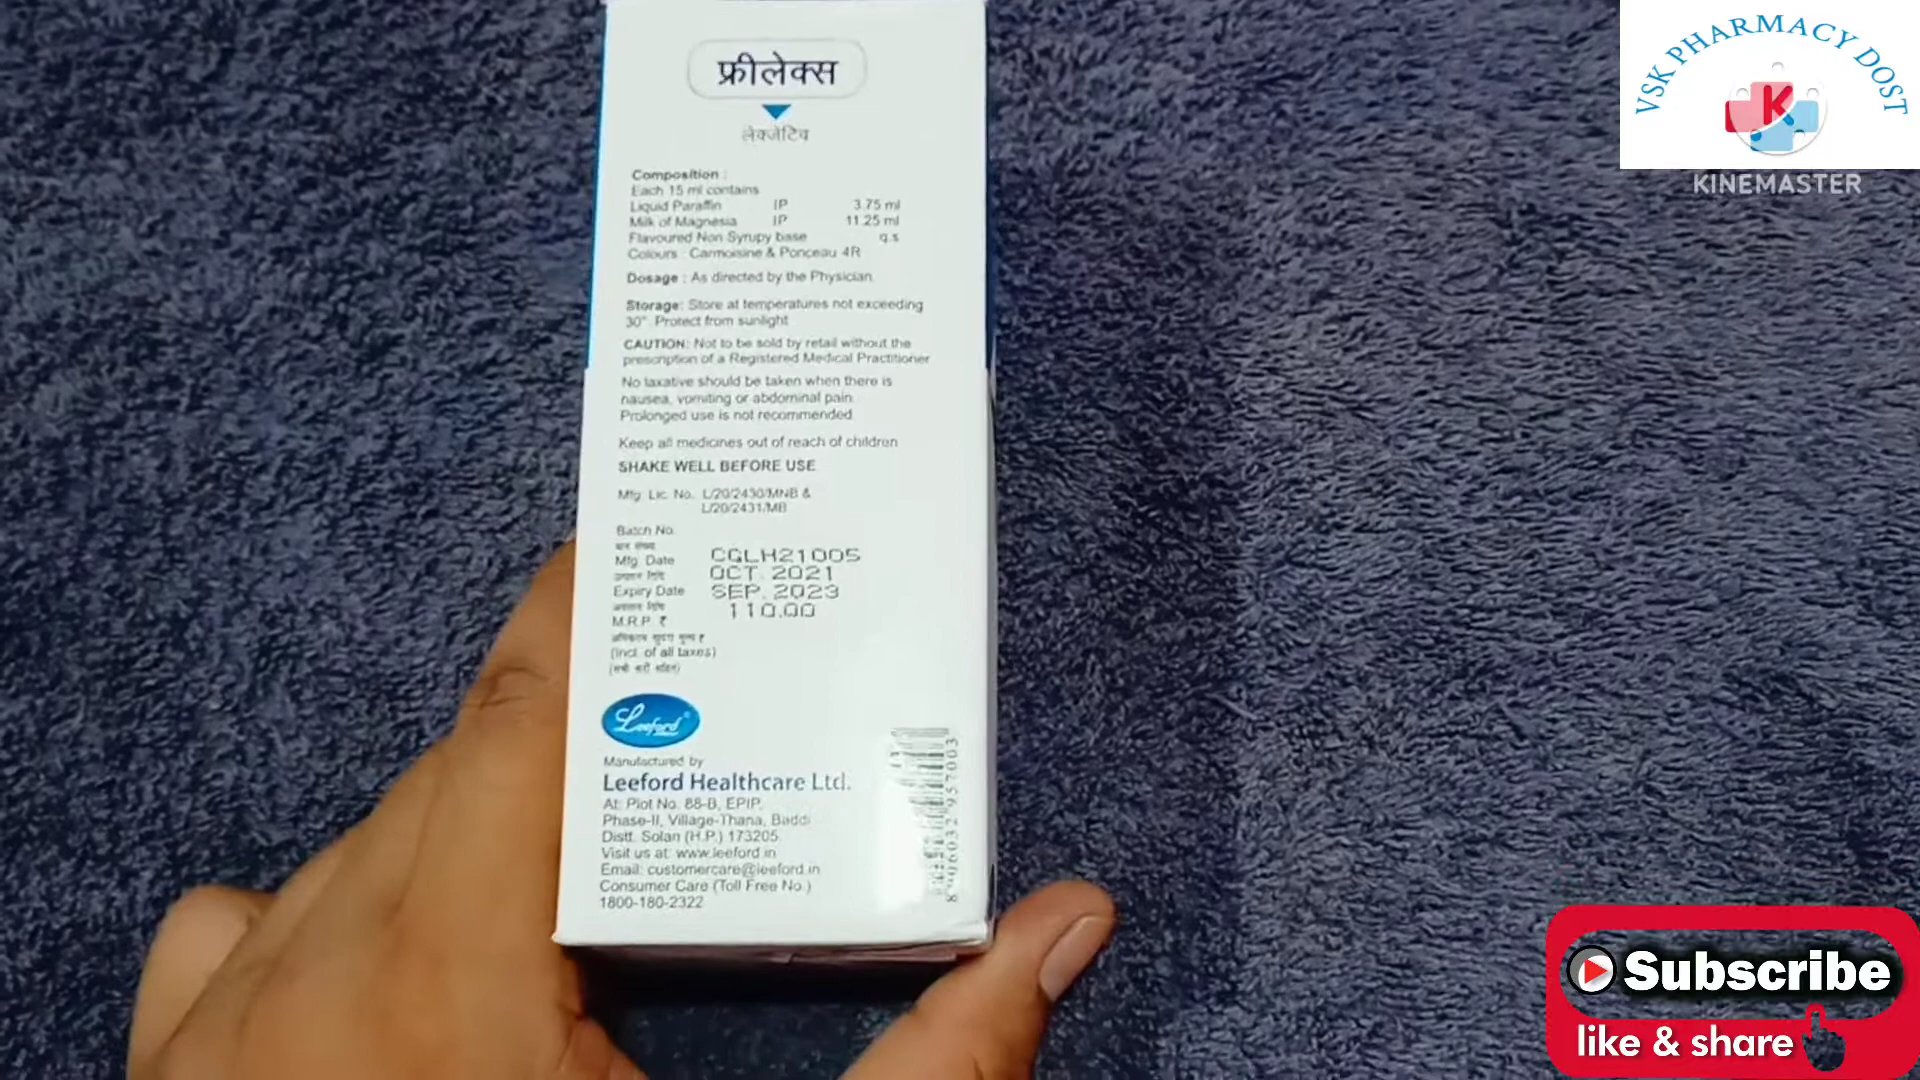 फ्रीलेक्स
लेक्जेटिव
Composition :
Each 15 ml contains
Liquid Paraffin IP 3.75 ml
Milk of Magnesia IP 11.25 ml
Flavoured Non Syrupy base q.s
Colours : Carmoisine & Ponceau 4R
Dosage : As directed by the Physician.
Storage: Store at temperatures not exceeding
30°. Protect from sunlight
CAUTION: Not to be sold by retail without the
prescription of a Registered Medical Practitioner
No laxative should be taken when there is
nausea, vomiting or abdominal pain.
Prolonged use is not recommended
Keep all medicines out of reach of children
SHAKE WELL BEFORE USE
Mfg. Lic. No. L/20/2430/MNB &
L/20/2431/MB
Batch No.
Mfg. Date CGLH21005
OCT. 2021
Expiry Date SEP. 2023
110.00
M.R.P. ₹
(Incl. of all taxes)
Leeford
Manufactured by
Leeford Healthcare Ltd.
At: Plot No. 88-B, EPIP,
Phase-II, Village-Thana, Baddi
Distt. Solan (H.P.) 173205
Visit us at: www.leeford.in
Email: customercare@leeford.in
Consumer Care (Toll Free No.)
1800-180-2322
VSK PHARMACY DOST
K
KINEMASTER
Subscribe
like & share